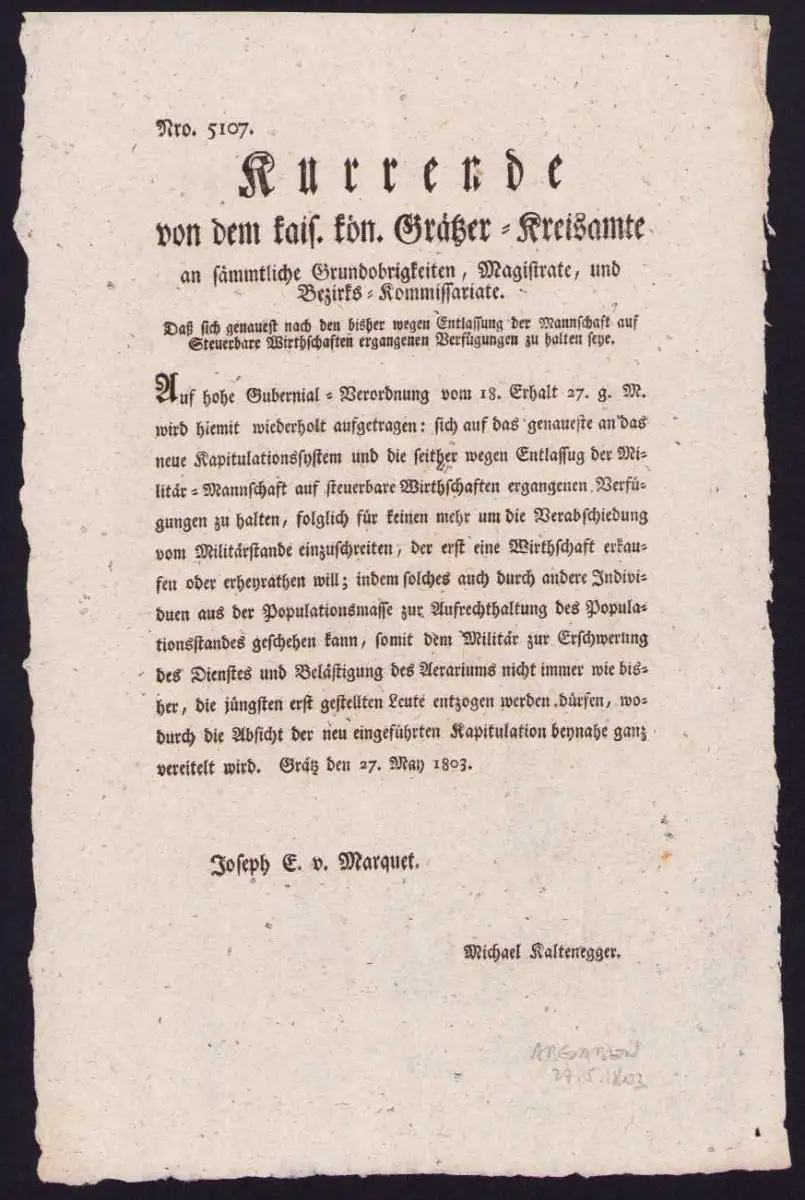 Nro. 5107.
Kurrende
von dem kais. kön. Grätzer-Kreisamte
an sämmtliche Grundobrigkeiten, Magistrate, und
Bezirks-Kommissariate.
Daß sich genauest nach den bisher wegen Entlassung der Mannschaft auf
Steuerbare Wirthschaften ergangenen Verfügungen zu halten seye.
Auf hohe Gubernial-Verordnung vom 18. Erhalt 27. g. M.
wird hiemit wiederholt aufgetragen: sich auf das genaueste an das
neue Kapitulationssystem und die seither wegen Entlassug der Mi-
litär-Mannschaft auf steuerbare Wirthschaften ergangenen Verfü-
gungen zu halten, folglich für keinen mehr um die Verabschiedung
vom Militärstande einzuschreiten, der erst eine Wirthschaft erkau-
fen oder erheyrathen will; indem solches auch durch andere Indivi-
duen aus der Populationsmasse zur Aufrechthaltung des Popula-
tionsstandes geschehen kann, somit dem Militär zur Erschwerung
des Dienstes und Belästigung des Aerariums nicht immer wie bis-
her, die jüngsten erst gestellten Leute entzogen werden dürfen, wo-
durch die Absicht der neu eingeführten Kapitulation beynahe ganz
vereitelt wird. Grätz den 27. May 1803.
Joseph E. v. Marquet.
Michael Kaltenegger.
ABGABEN
27.5.1803